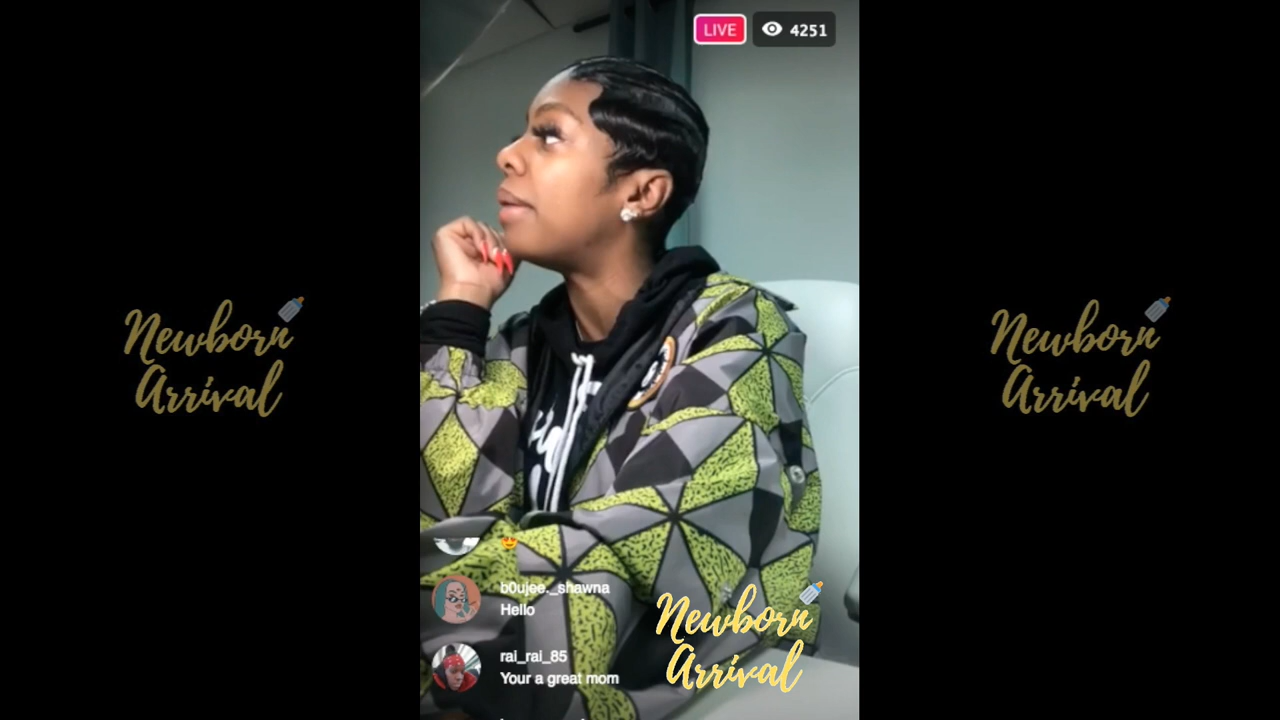 LIVE
4251
Newborn
Arrival
Newborn
Arrival
b0ujee._shawna
Hello
rai_rai_85
Your a great mom
Newborn
Arrival